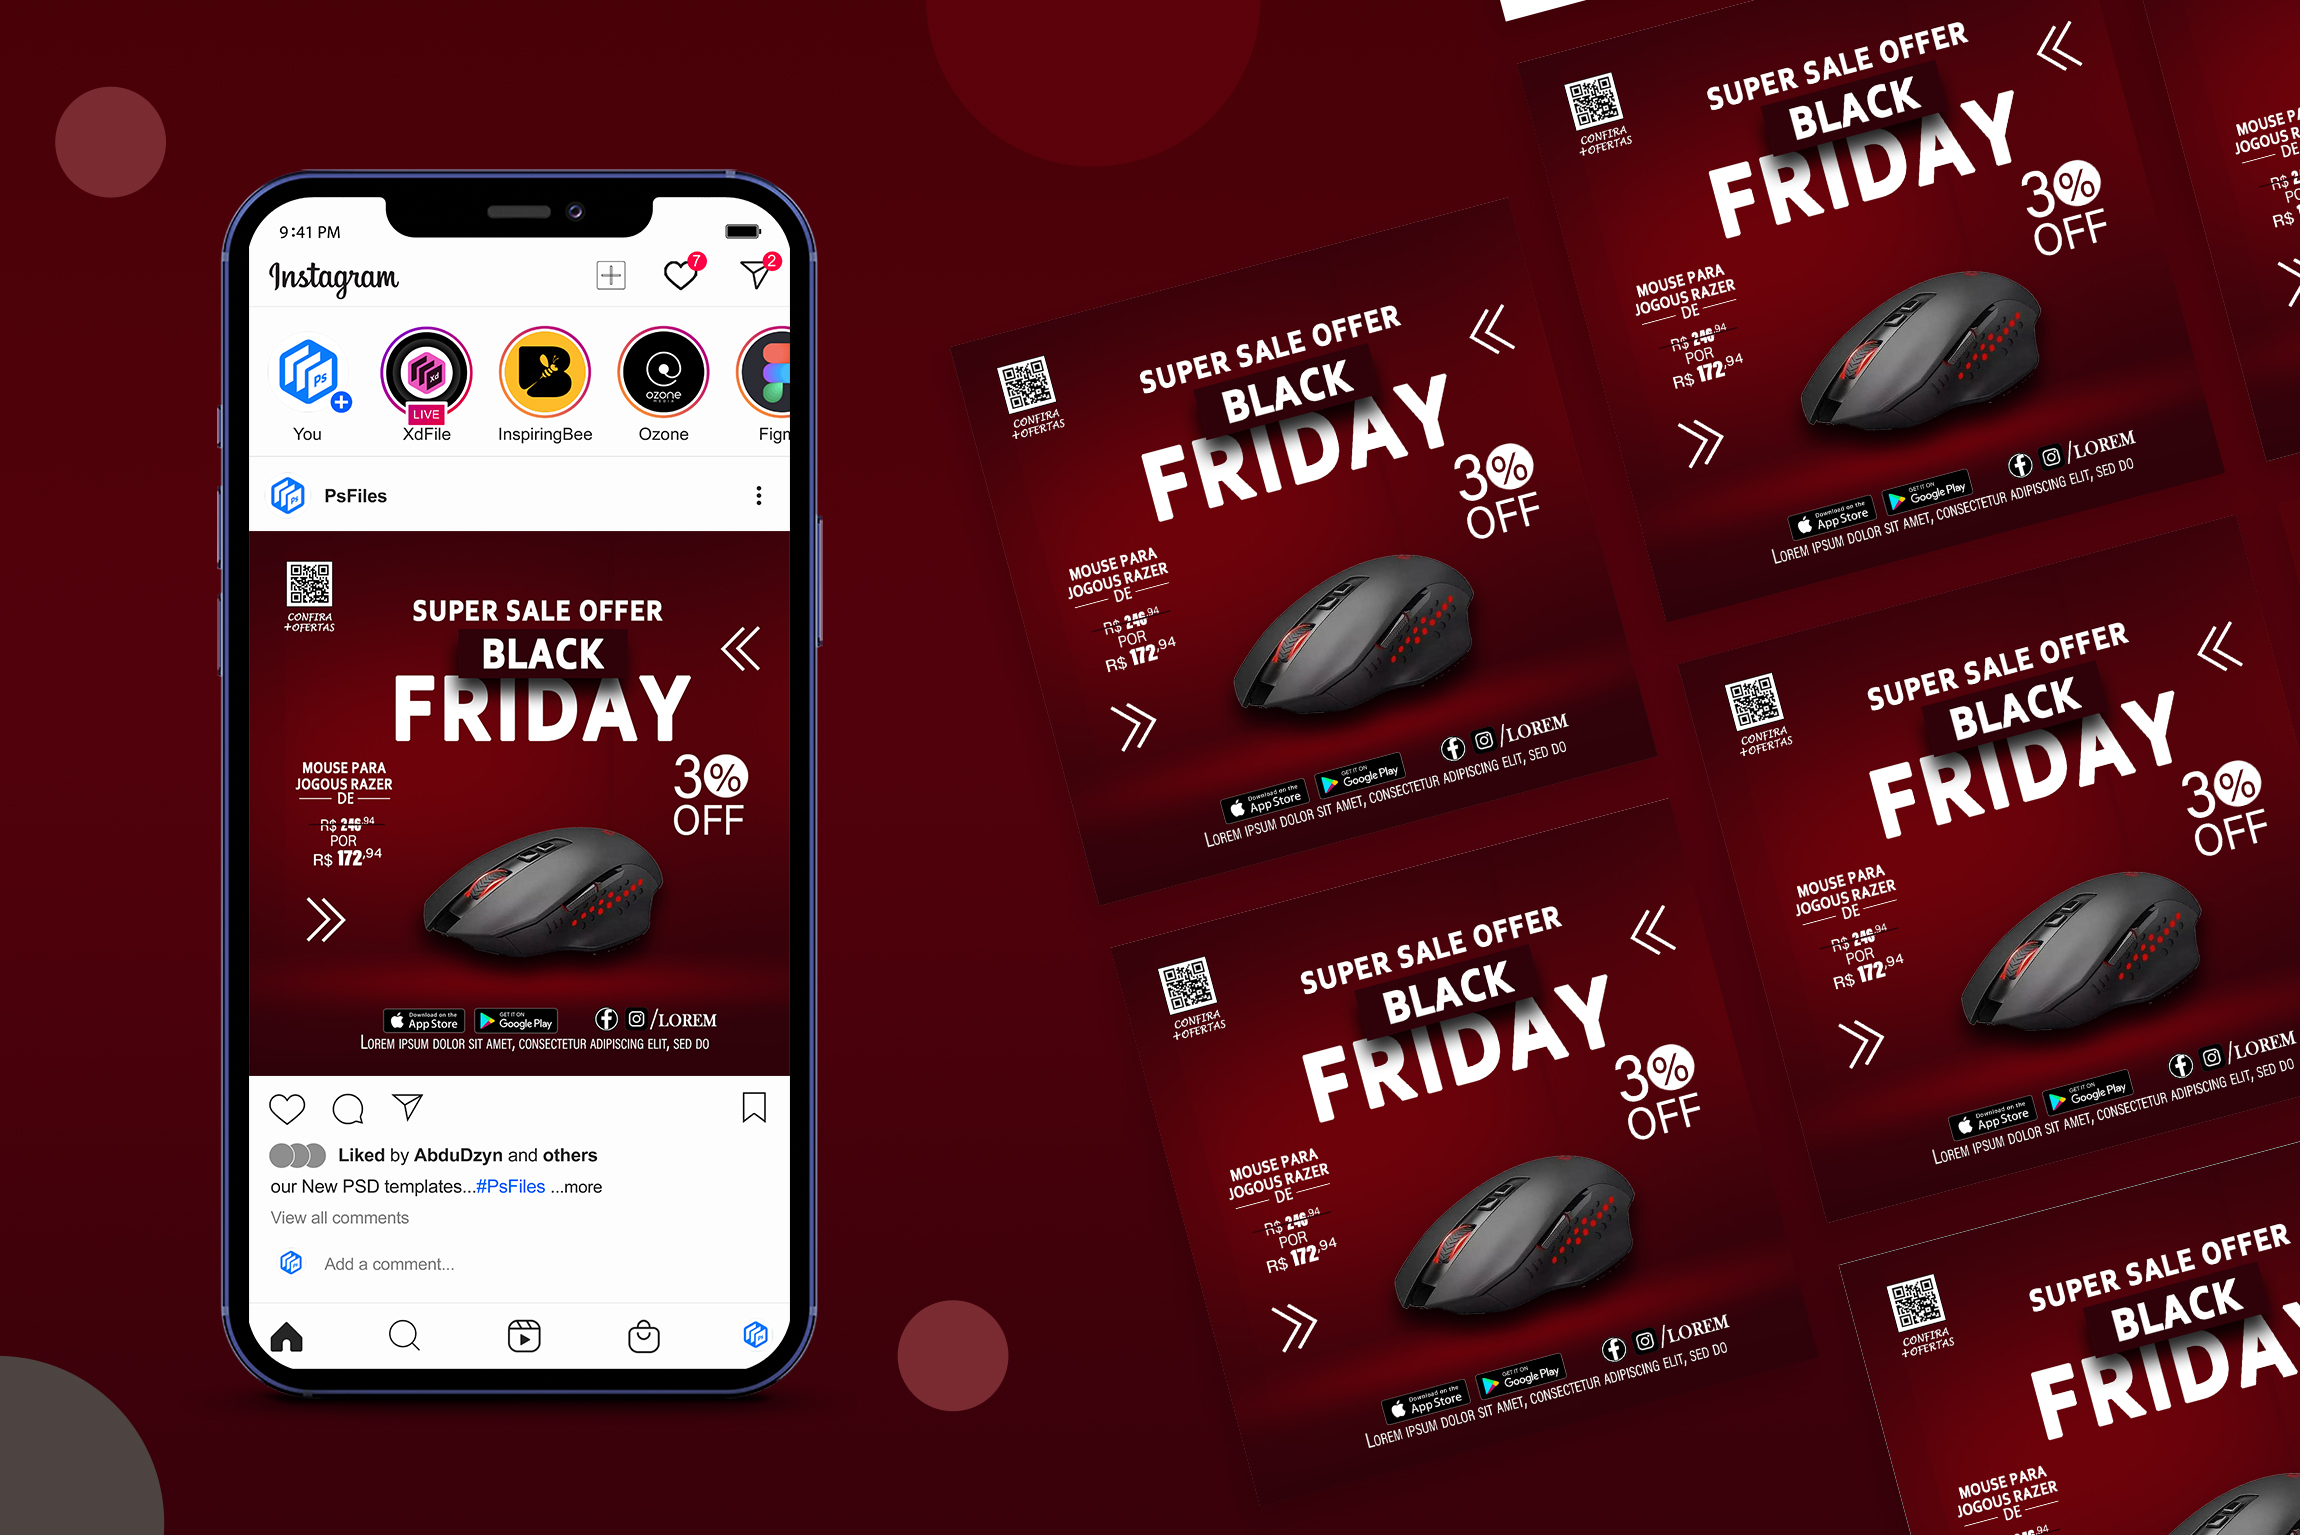 9:41 PM
Instagram
7
2
Ps
Xd
LIVE
B
ozone
MEDIA
You
XdFile
InspiringBee
Ozone
Fign
Ps
PsFiles
CONFIRA
+OFERTAS
SUPER SALE OFFER
BLACK
FRIDAY
MOUSE PARA
JOGOUS RAZER
DE
R$ 246,94
POR
R$ 172,94
3%
OFF
Download on the
App Store
GET IT ON
Google Play
/LOREM
LOREM IPSUM DOLOR SIT AMET, CONSECTETUR ADIPISCING ELIT, SED DO
Liked by AbduDzyn and others
our New PSD templates...#PsFiles ...more
View all comments
Add a comment...
CONFIRA
+OFERTAS
SUPER SALE OFFER
BLACK
FRIDAY
3%
OFF
MOUSE PARA
JOGOUS RAZER
DE
R$ 246,94
POR
R$ 172,94
Download on the
App Store
GET IT ON
Google Play
/LOREM
LOREM IPSUM DOLOR SIT AMET, CONSECTETUR ADIPISCING ELIT, SED DO
CONFIRA
+OFERTAS
SUPER SALE OFFER
BLACK
FRIDAY
3%
OFF
MOUSE PARA
JOGOUS RAZER
DE
R$ 246,94
POR
R$ 172,94
Download on the
App Store
GET IT ON
Google Play
/LOREM
LOREM IPSUM DOLOR SIT AMET, CONSECTETUR ADIPISCING ELIT, SED DO
CONFIRA
+OFERTAS
SUPER SALE OFFER
BLACK
FRIDAY
3%
OFF
MOUSE PARA
JOGOUS RAZER
DE
R$ 246,94
POR
R$ 172,94
Download on the
App Store
GET IT ON
Google Play
/LOREM
LOREM IPSUM DOLOR SIT AMET, CONSECTETUR ADIPISCING ELIT, SED DO
CONFIRA
+OFERTAS
SUPER SALE OFFER
BLACK
FRIDAY
3%
OFF
MOUSE PARA
JOGOUS RAZER
DE
R$ 246,94
POR
R$ 172,94
Download on the
App Store
GET IT ON
Google Play
/LOREM
LOREM IPSUM DOLOR SIT AMET, CONSECTETUR ADIPISCING ELIT, SED DO
MOUSE PA
JOGOUS R
DE
R$ 2
PO
R$
CONFIRA
+OFERTAS
SUPER SALE OFFER
BLACK
FRIDA
MOUSE PARA
JOGOUS RAZER
DE
R$ 246,94